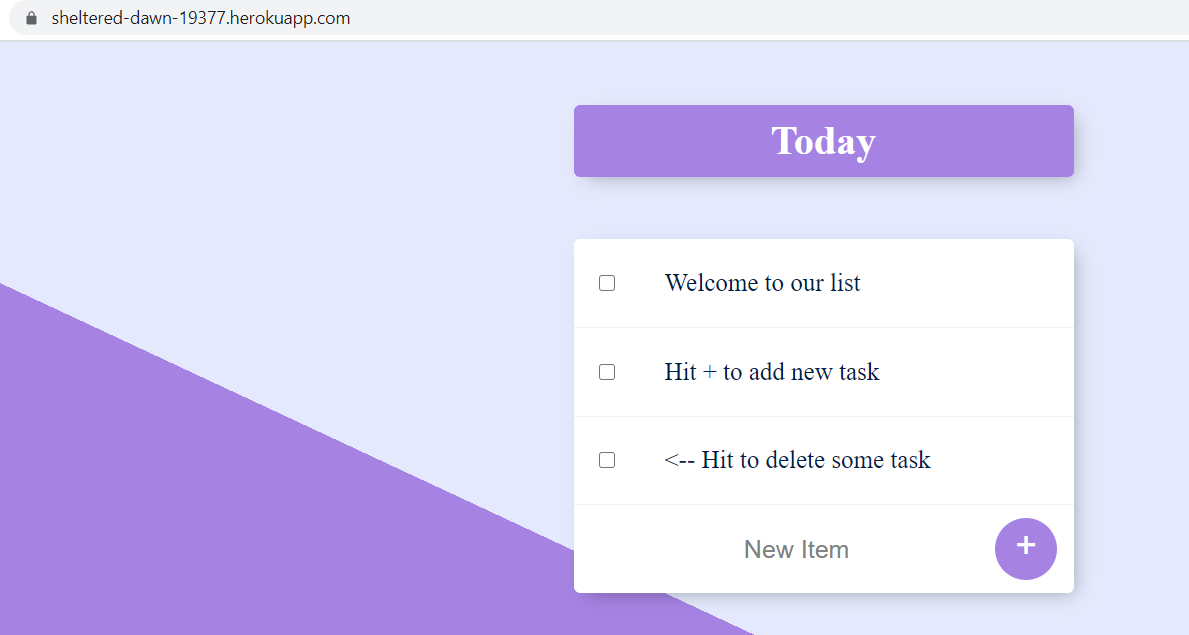 sheltered-dawn-19377.herokuapp.com
Today
Welcome to our list
Hit + to add new task
<-- Hit to delete some task
New Item
+